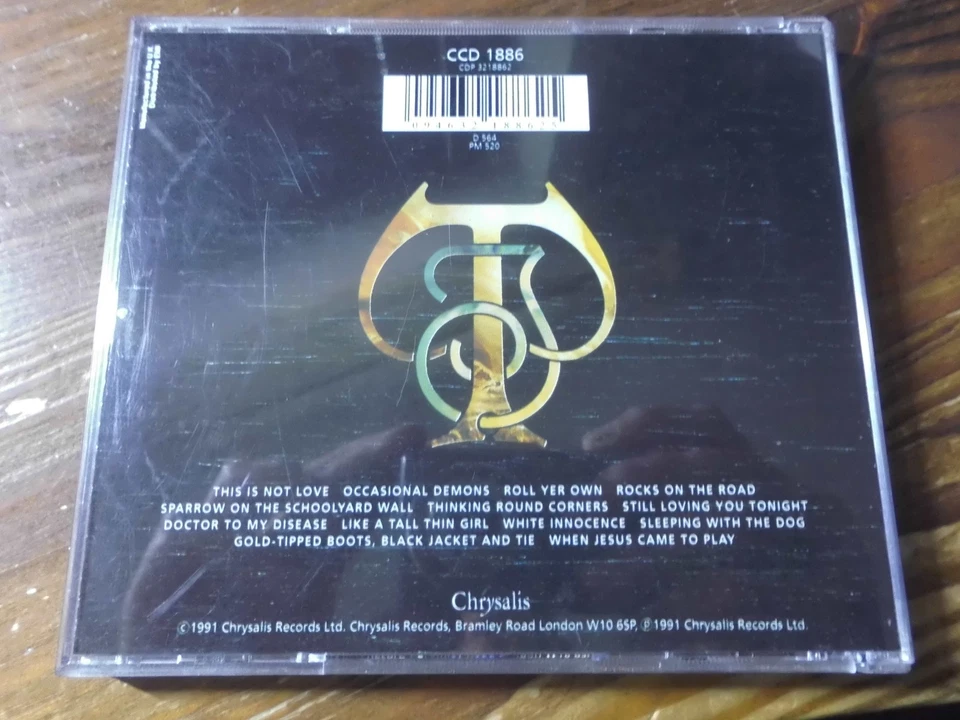 CCD 1886
CDP 3218862
094632 188625
D 564
PM 520
THIS IS NOT LOVE OCCASIONAL DEMONS ROLL YER OWN ROCKS ON THE ROAD
SPARROW ON THE SCHOOLYARD WALL THINKING ROUND CORNERS STILL LOVING YOU TONIGHT
DOCTOR TO MY DISEASE LIKE A TALL THIN GIRL WHITE INNOCENCE SLEEPING WITH THE DOG
GOLD-TIPPED BOOTS, BLACK JACKET AND TIE WHEN JESUS CAME TO PLAY
Chrysalis
©1991 Chrysalis Records Ltd. Chrysalis Records, Bramley Road London W10 6SP, ℗1991 Chrysalis Records Ltd.